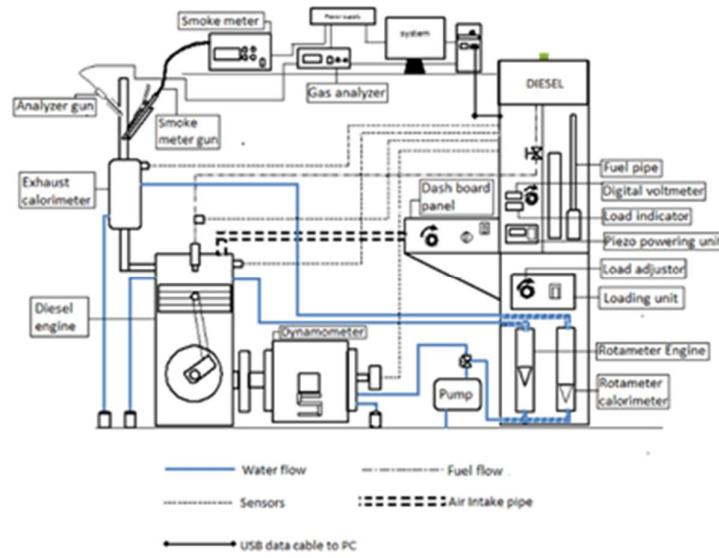 Smoke meter
Power supply
system
DIESEL
Gas analyzer
Analyzer gun
Smoke
meter gun
Exhaust
calorimeter
Dash board
panel
Fuel pipe
Digital voltmeter
Load indicator
Piezo powering unit
Load adjustor
Loading unit
Diesel
engine
Dynamometer
Pump
Rotameter Engine
Rotameter
calorimeter
Water flow
Fuel flow
Sensors
Air Intake pipe
USB data cable to PC